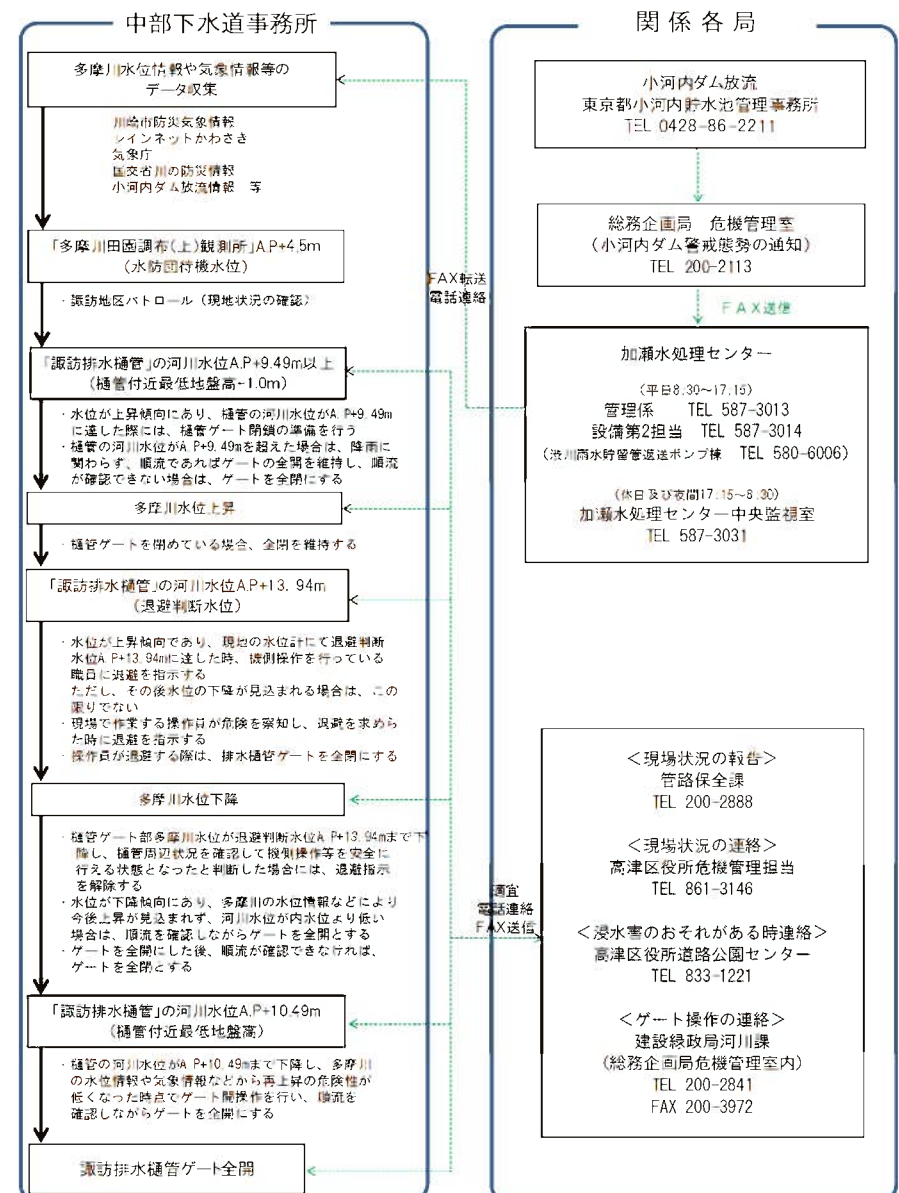 中部下水道事務所
多摩川水位情報や気象情報等の
データ収集
川崎市防災気象情報
レインネットかわさき
気象庁
国交省川の防災情報
小河内ダム放流情報　等
「多摩川田園調布(上)観測所」A.P+4.5m
(水防団待機水位)
・諏訪地区パトロール（現地状況の確認）
「諏訪排水樋管」の河川水位A.P+9.49m以上
(樋管付近最低地盤高-1.0m)
・水位が上昇傾向にあり、樋管の河川水位がA.P+9.49m
に達した際には、樋管ゲート閉鎖の準備を行う
・樋管の河川水位がA.P+9.49mを超えた場合は、降雨に
関わらず、順流であればゲートの全開を維持し、順流
が確認できない場合は、ゲートを全閉にする
多摩川水位上昇
・樋管ゲートを閉めている場合、全閉を維持する
「諏訪排水樋管」の河川水位A.P+13.94m
(退避判断水位)
・水位が上昇傾向であり、現地の水位計にて退避判断
水位A.P+13.94mに達した時、機側操作を行っている
職員に退避を指示する
ただし、その後水位の下降が見込まれる場合は、この
限りでない
・現場で作業する操作員が危険を察知し、退避を求めら
れた時に退避を指示する
・操作員が退避する際は、排水樋管ゲートを全閉にする
多摩川水位下降
・樋管ゲート部多摩川水位が退避判断水位A.P+13.94mまで下
降し、樋管周辺状況を確認して機側操作等を安全に
行える状態となったと判断した場合には、退避指示
を解除する
・水位が下降傾向にあり、多摩川の水位情報などにより
今後上昇が見込まれず、河川水位が内水位より低い
場合は、順流を確認しながらゲートを全開とする
・ゲートを全開にした後、順流が確認できなければ、
ゲートを全閉とする
「諏訪排水樋管」の河川水位A.P+10.49m
(樋管付近最低地盤高)
・樋管の河川水位がA.P+10.49mまで下降し、多摩川
の水位情報や気象情報などから再上昇の危険性が
低くなった時点でゲート開操作を行い、順流を
確認しながらゲートを全開にする
諏訪排水樋管ゲート全開
FAX転送
電話連絡
適宜
電話連絡
FAX送信
関係各局
小河内ダム放流
東京都小河内貯水池管理事務所
TEL 0428-86-2211
総務企画局　危機管理室
(小河内ダム警戒態勢の通知)
TEL 200-2113
ＦＡＸ送信
加瀬水処理センター
(平日8:30～17:15)
管理係　TEL 587-3013
設備第2担当　TEL 587-3014
(渋川雨水貯留管返送ポンプ棟　TEL 580-6006)
(休日及び夜間17:15～8:30)
加瀬水処理センター中央監視室
TEL 587-3031
＜現場状況の報告＞
管路保全課
TEL 200-2888
＜現場状況の連絡＞
高津区役所危機管理担当
TEL 861-3146
＜浸水害のおそれがある時連絡＞
高津区役所道路公園センター
TEL 833-1221
＜ゲート操作の連絡＞
建設緑政局河川課
(総務企画局危機管理室内)
TEL 200-2841
FAX 200-3972